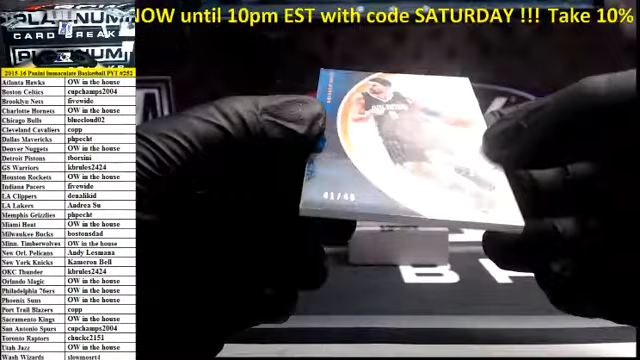 NOW until 10pm EST with code SATURDAY !!! Take 10%
PLATINUM
CARD BREAK
PLATINUM
2015-16 Panini Immaculate Basketball PYT #252
Atlanta Hawks OW in the house
Boston Celtics cupchamps2004
Brooklyn Nets fivewide
Charlotte Hornets OW in the house
Chicago Bulls bluecloud02
Cleveland Cavaliers copp
Dallas Mavericks phpecht
Denver Nuggets OW in the house
Detroit Pistons tborsini
GS Warriors kbrules2424
Houston Rockets OW in the house
Indiana Pacers fivewide
LA Clippers denalikid
LA Lakers Andrea Su
Memphis Grizzlies phpecht
Miami Heat OW in the house
Milwaukee Bucks bostonsdad
Minn. Timberwolves OW in the house
New Orl. Pelicans Andy Lesmana
New York Knicks Kameron Bell
OKC Thunder kbrules2424
Orlando Magic OW in the house
Philadelphia 76ers OW in the house
Phoenix Suns OW in the house
Port Trail Blazers copp
Sacramento Kings OW in the house
San Antonio Spurs cupchamps2004
Toronto Raptors chuckc2151
Utah Jazz OW in the house
Wash Wizards slowmosrt4